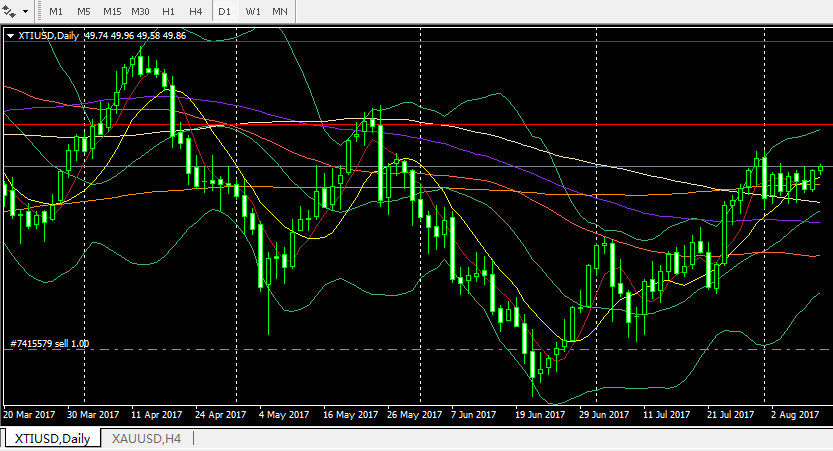 M1 M5 M15 M30 H1 H4 D1 W1 MN
XTIUSD,Daily 49.74 49.96 49.58 49.86
#7415579 sell 1.00
20 Mar 2017 30 Mar 2017 11 Apr 2017 24 Apr 2017 4 May 2017 16 May 2017 26 May 2017 7 Jun 2017 19 Jun 2017 29 Jun 2017 11 Jul 2017 21 Jul 2017 2 Aug 2017
XTIUSD,Daily XAUUSD,H4